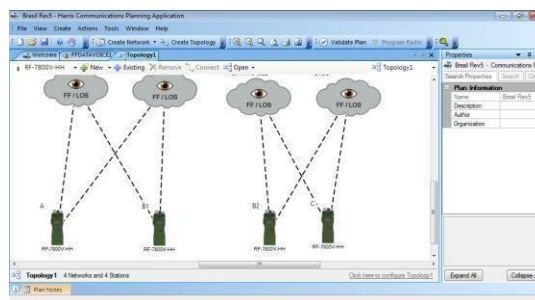 Brasil Rev5 - Harris Communications Planning Application
File View Create Actions Tools Window Help
Create Network Create Topology Validate Plan Program Radio
Welcome FFDATAVOICE1 Topology1
RF-7800V-HH New Existing Remove Connect Open Topology1
FF / LOS FF / LOS FF / LOS FF / LOS
A B1 B2 C
RF-7800V-HH RF-7800V-HH RF-7800V-HH RF-7800V-HH
Topology1 4 Networks and 4 Stations Click here to configure Topology1
Plan Notes
Properties
Brasil Rev5 - Communications
Search Properties Search
Plan Information
Name Brasil Rev5
Description
Author
Organization
Expand All Collapse